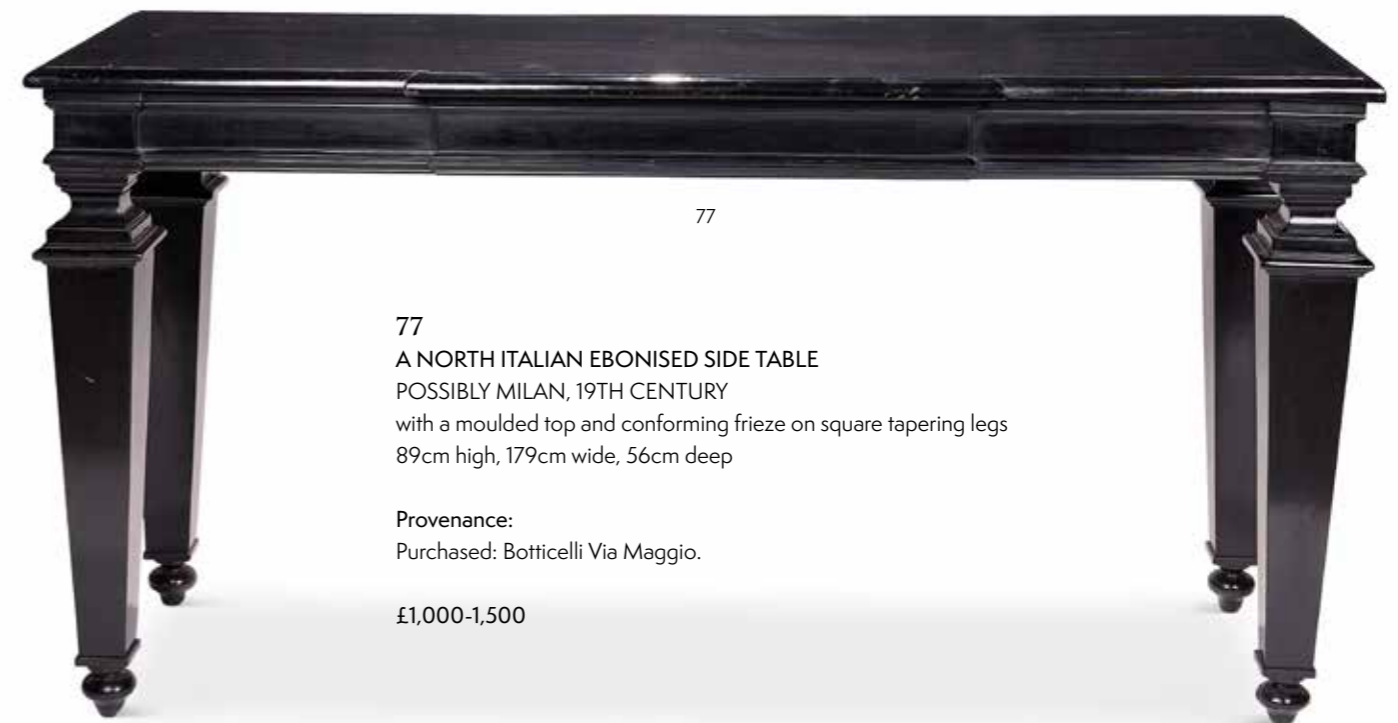 77
77
A NORTH ITALIAN EBONISED SIDE TABLE
POSSIBLY MILAN, 19TH CENTURY
with a moulded top and conforming frieze on square tapering legs
89cm high, 179cm wide, 56cm deep
Provenance:
Purchased: Botticelli Via Maggio.
£1,000-1,500